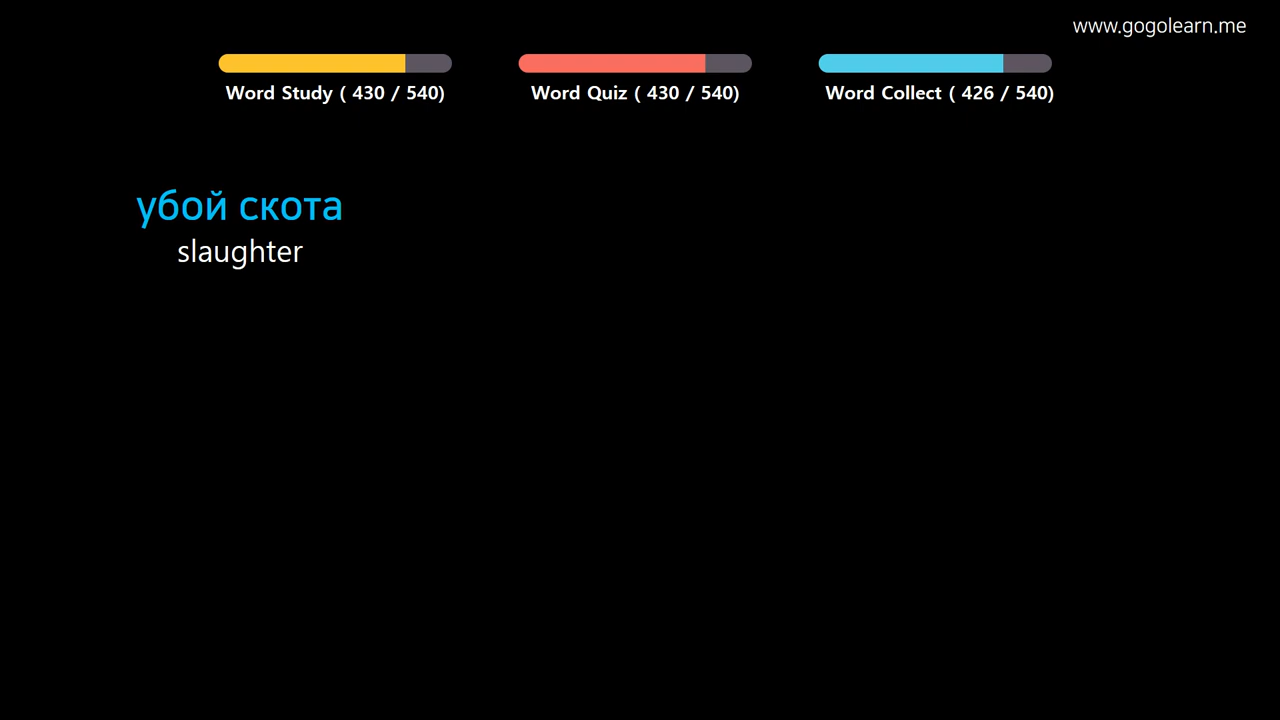 www.gogolearn.me
Word Study ( 430 / 540)
Word Quiz ( 430 / 540)
Word Collect ( 426 / 540)
убой скота
slaughter